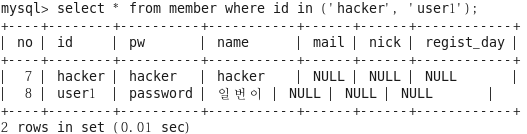 mysql> select * from member where id in ('hacker', 'user1');
+----+--------+----------+-----------+------+------+------------+
| no | id     | pw       | name      | mail | nick | regist_day |
+----+--------+----------+-----------+------+------+------------+
|  7 | hacker | hacker   | hacker    | NULL | NULL | NULL       |
|  8 | user1  | password | 일번이 | NULL | NULL | NULL       |
+----+--------+----------+-----------+------+------+------------+
2 rows in set (0.01 sec)